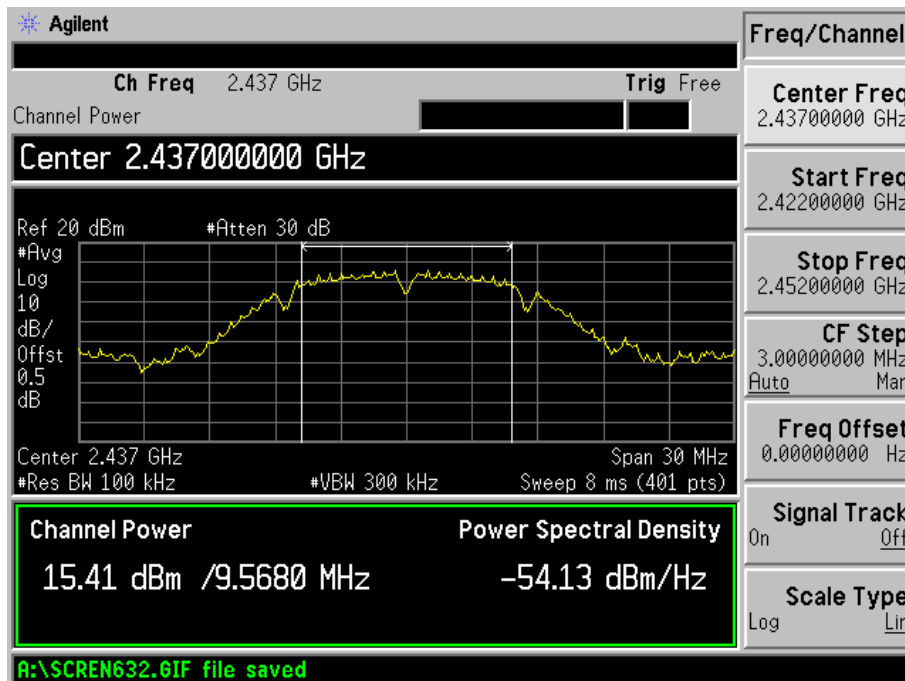 Agilent
Freq/Channel
Ch Freq 2.437 GHz Trig Free
Channel Power
Center 2.437000000 GHz
Ref 20 dBm #Atten 30 dB
#Avg
Log
10
dB/
Offst
0.5
dB
Center 2.437 GHz Span 30 MHz
#Res BW 100 kHz #VBW 300 kHz Sweep 8 ms (401 pts)
Channel Power Power Spectral Density
15.41 dBm /9.5680 MHz -54.13 dBm/Hz
A:\SCREN632.GIF file saved
Center Freq
2.43700000 GHz
Start Freq
2.42200000 GHz
Stop Freq
2.45200000 GHz
CF Step
3.00000000 MHz
Auto Man
Freq Offset
0.00000000 Hz
Signal Track
On Off
Scale Type
Log Lin